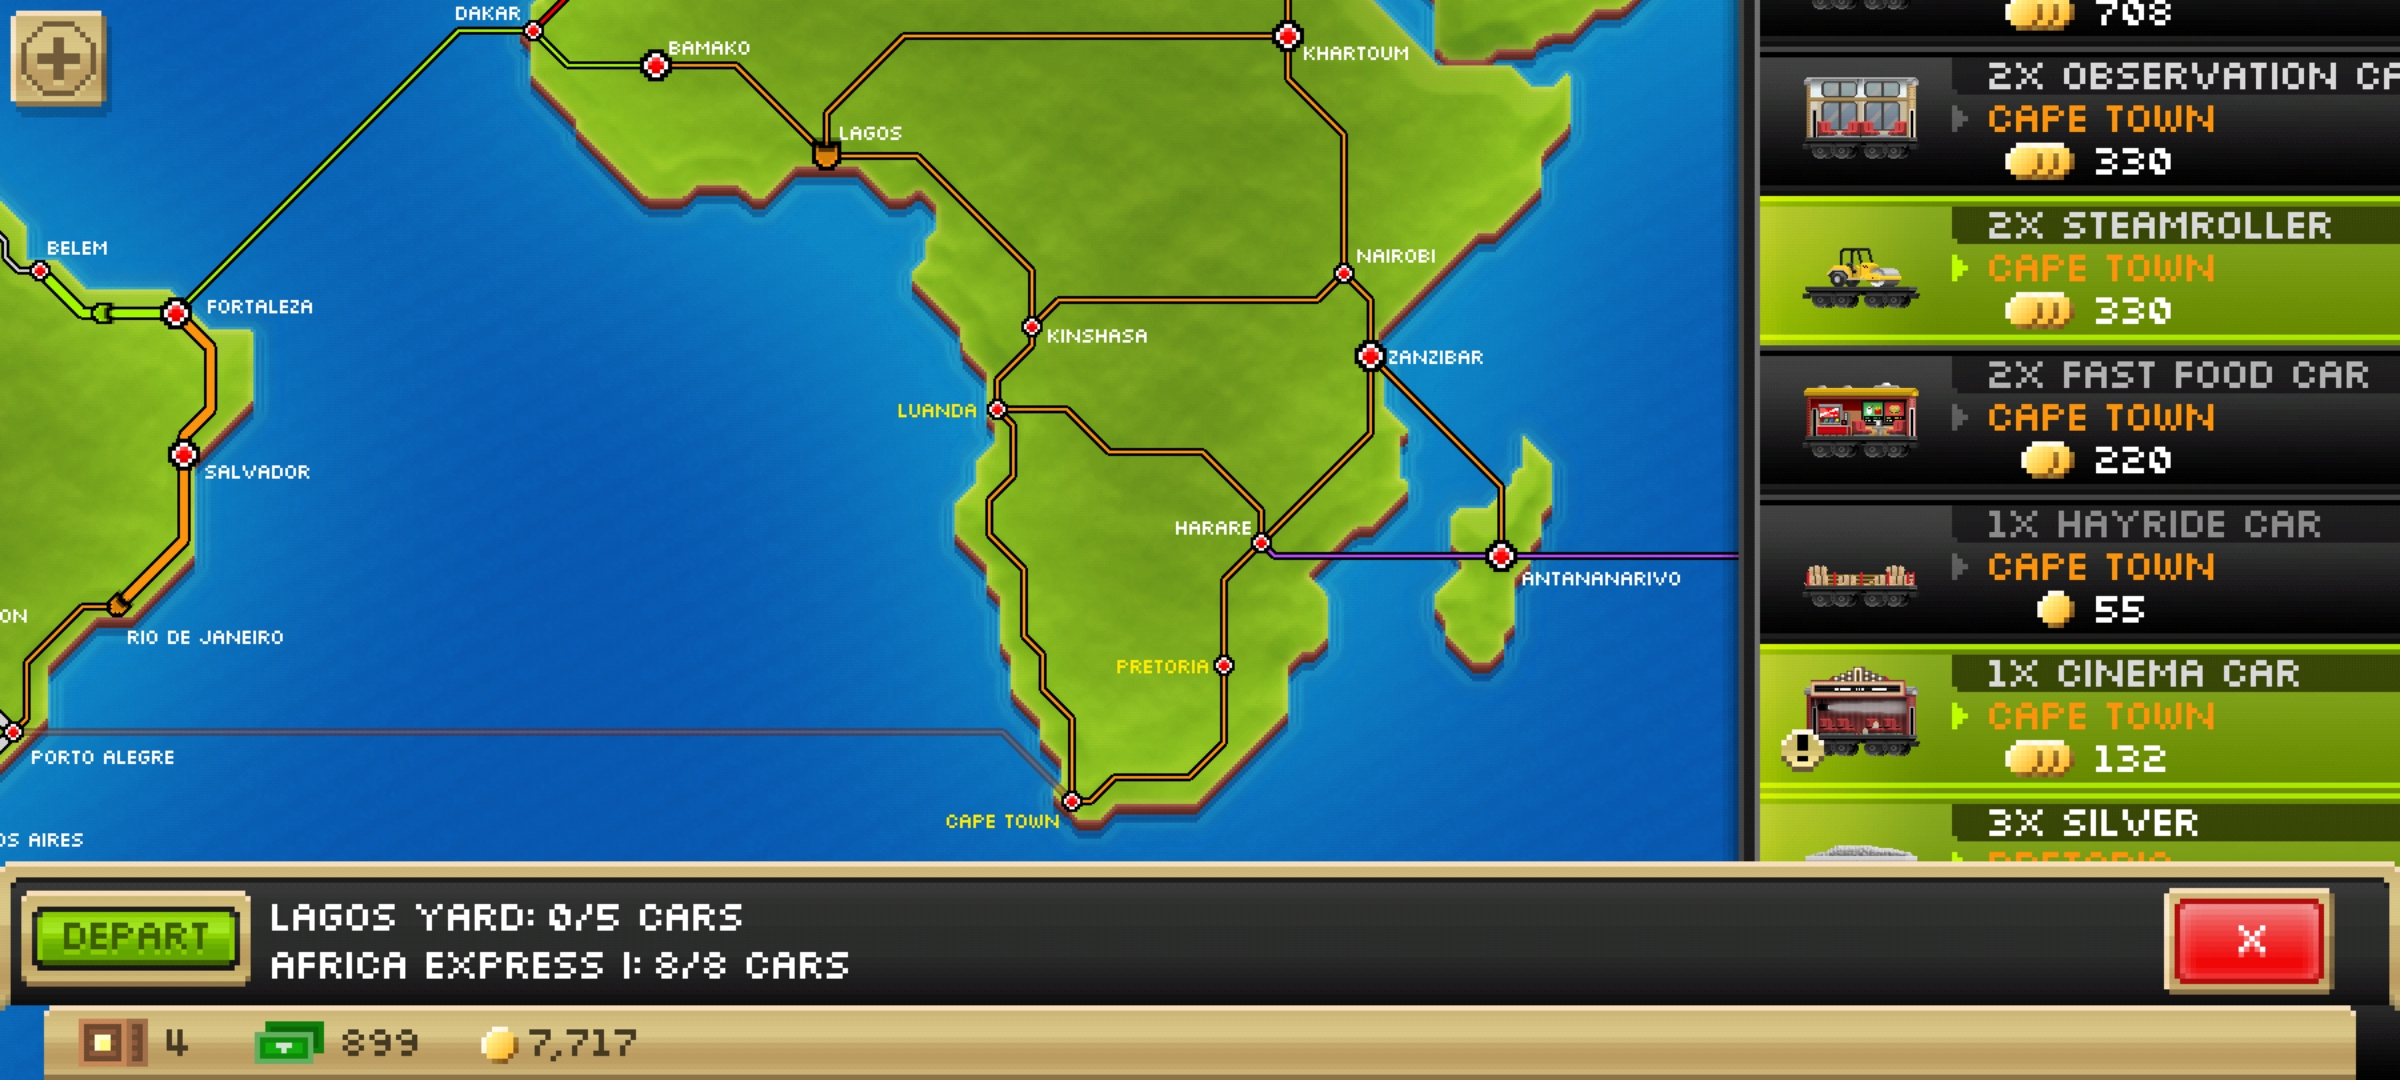 DAKAR
BAMAKO
KHARTOUM
LAGOS
BELEM
FORTALEZA
NAIROBI
KINSHASA
ZANZIBAR
LUANDA
SALVADOR
HARARE
ANTANANARIVO
ON
RIO DE JANEIRO
PRETORIA
PORTO ALEGRE
CAPE TOWN
OS AIRES
708
2X OBSERVATION CA
CAPE TOWN
330
2X STEAMROLLER
CAPE TOWN
330
2X FAST FOOD CAR
CAPE TOWN
220
1X HAYRIDE CAR
CAPE TOWN
55
1X CINEMA CAR
CAPE TOWN
132
3X SILVER
PRETORIA
DEPART
LAGOS YARD: 0/5 CARS
AFRICA EXPRESS I: 8/8 CARS
X
4
899
7,717